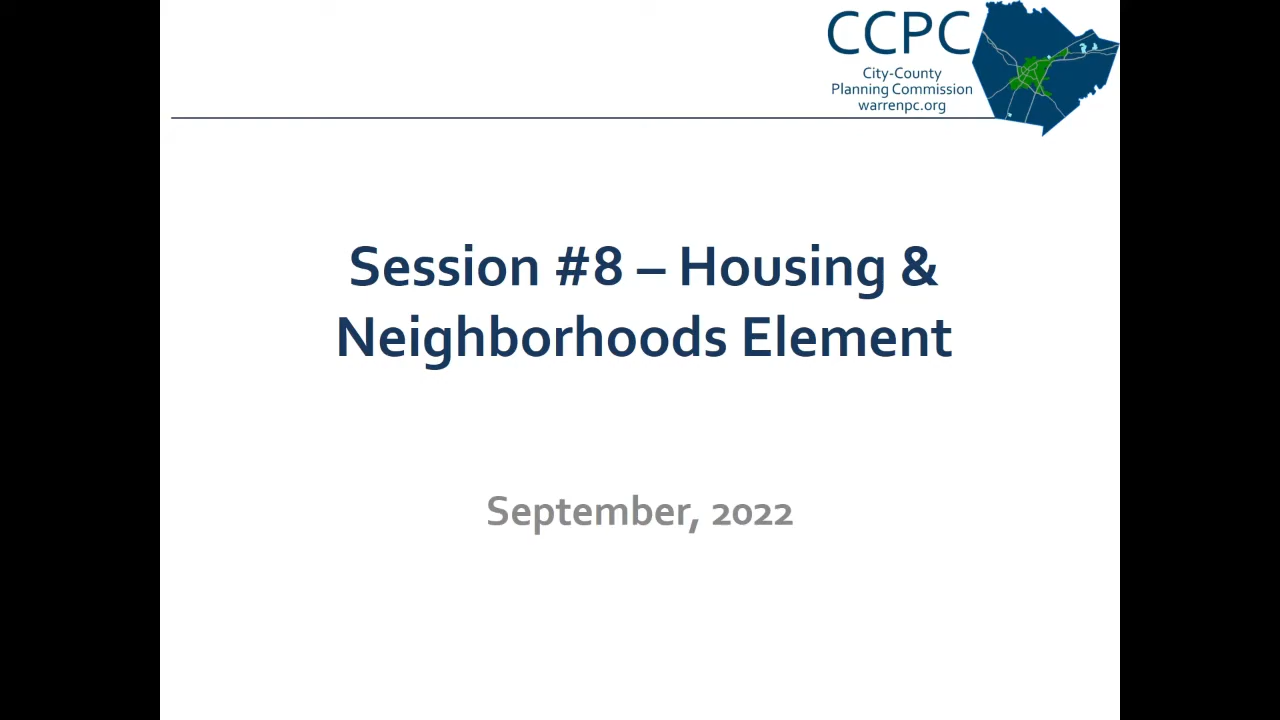 CCPC
City-County
Planning Commission
warrenpc.org
Session #8 – Housing &
Neighborhoods Element
September, 2022